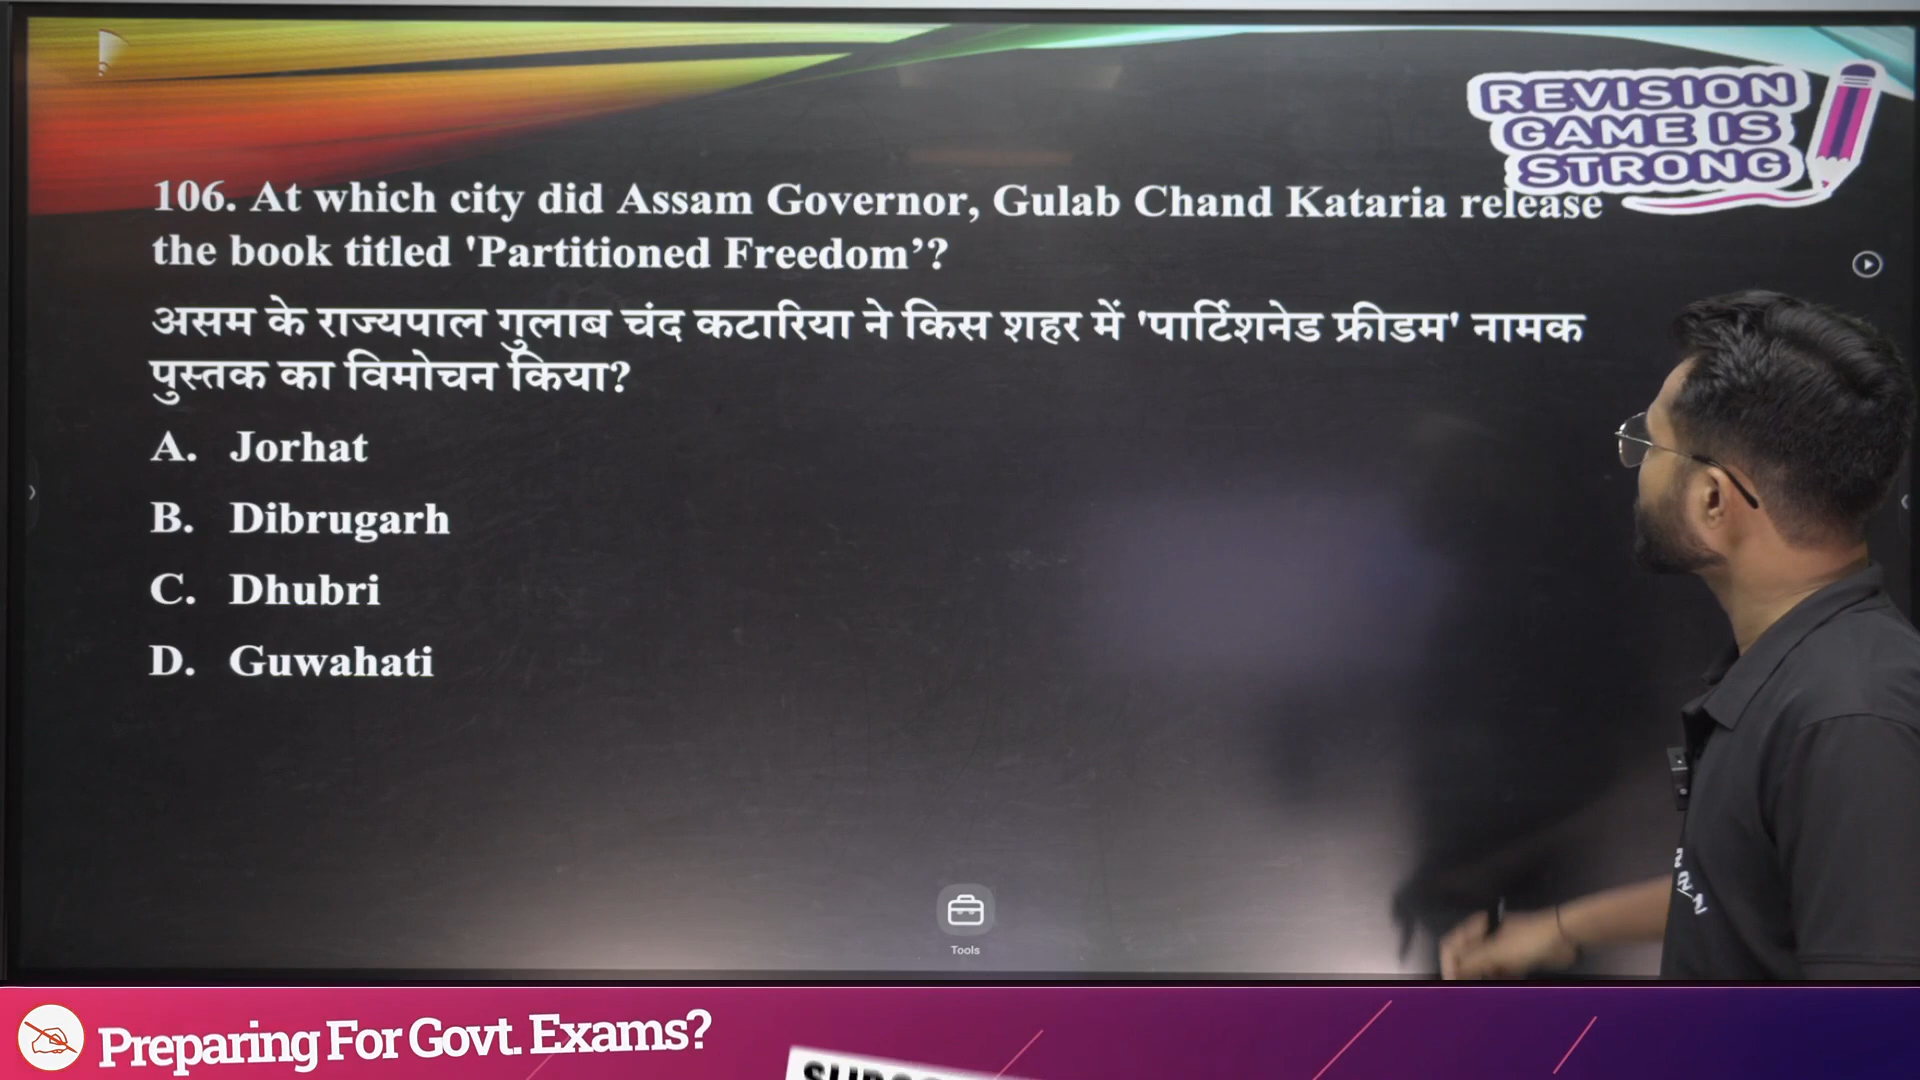 REVISION
GAME IS
STRONG
106. At which city did Assam Governor, Gulab Chand Kataria release
the book titled 'Partitioned Freedom’?
असम के राज्यपाल गुलाब चंद कटारिया ने किस शहर में 'पार्टिशनेड फ्रीडम' नामक
पुस्तक का विमोचन किया?
A. Jorhat
B. Dibrugarh
C. Dhubri
D. Guwahati
Tools
Preparing For Govt. Exams?